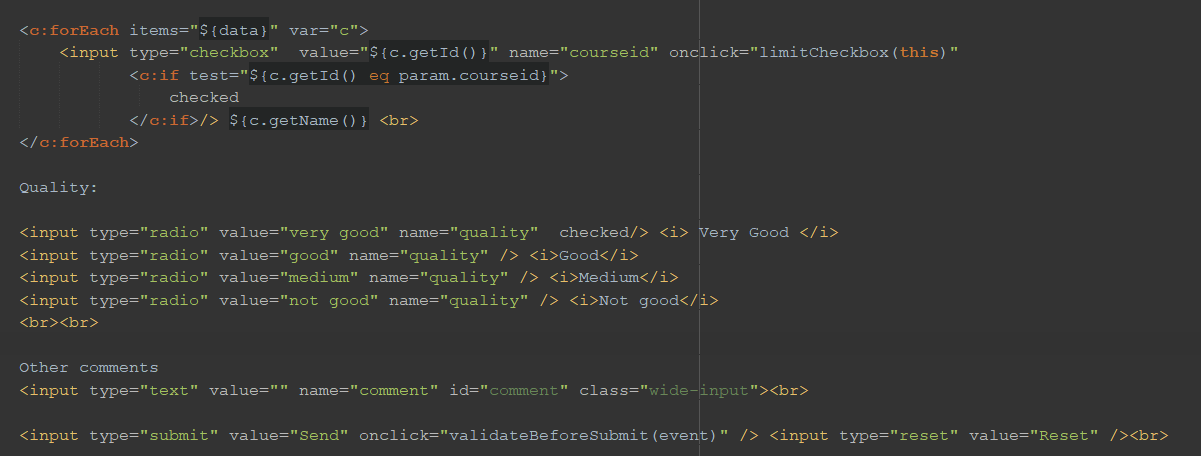 <c:forEach items="${data}" var="c">
<input type="checkbox"  value="${c.getId()}" name="courseid" onclick="limitCheckbox(this)"
<c:if test="${c.getId() eq param.courseid}">
checked
</c:if>/> ${c.getName()} <br>
</c:forEach>
Quality:
<input type="radio" value="very good" name="quality"  checked/> <i> Very Good </i>
<input type="radio" value="good" name="quality" /> <i>Good</i>
<input type="radio" value="medium" name="quality" /> <i>Medium</i>
<input type="radio" value="not good" name="quality" /> <i>Not good</i>
<br><br>
Other comments
<input type="text" value="" name="comment" id="comment" class="wide-input"><br>
<input type="submit" value="Send" onclick="validateBeforeSubmit(event)" /> <input type="reset" value="Reset" /><br>